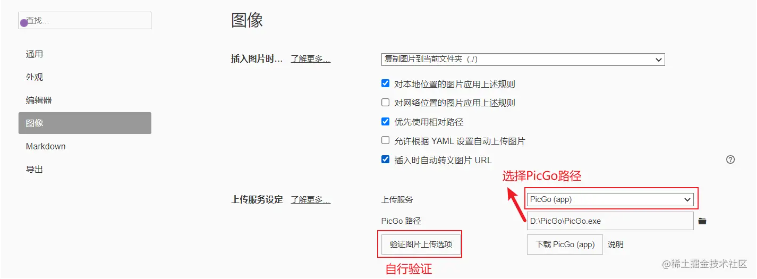 查找...
图像
通用
外观
编辑器
图像
Markdown
导出
插入图片时... 了解更多...
复制图片到当前文件夹（./）
对本地位置的图片应用上述规则
对网络位置的图片应用上述规则
优先使用相对路径
允许根据 YAML 设置自动上传图片
插入时自动转义图片 URL
选择PicGo路径
上传服务设定 了解更多... 上传服务 PicGo (app)
PicGo 路径 D:\PicGo\PicGo.exe
验证图片上传选项 下载 PicGo (app) 说明
自行验证
@稀土掘金技术社区